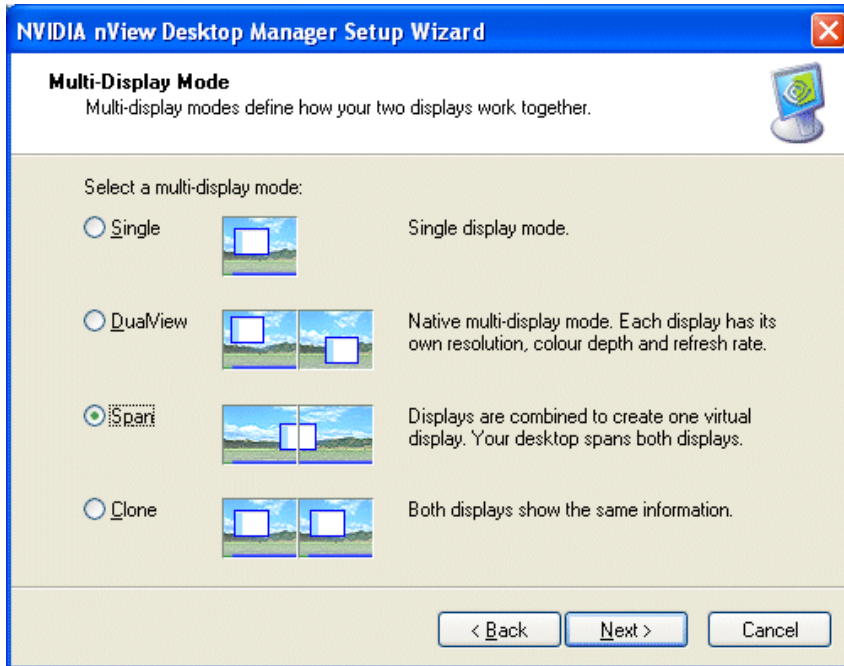 NVIDIA nView Desktop Manager Setup Wizard
Multi-Display Mode
Multi-display modes define how your two displays work together.
Select a multi-display mode:
Single
Single display mode.
DualView
Native multi-display mode. Each display has its
own resolution, colour depth and refresh rate.
Span
Displays are combined to create one virtual
display. Your desktop spans both displays.
Clone
Both displays show the same information.
< Back
Next >
Cancel